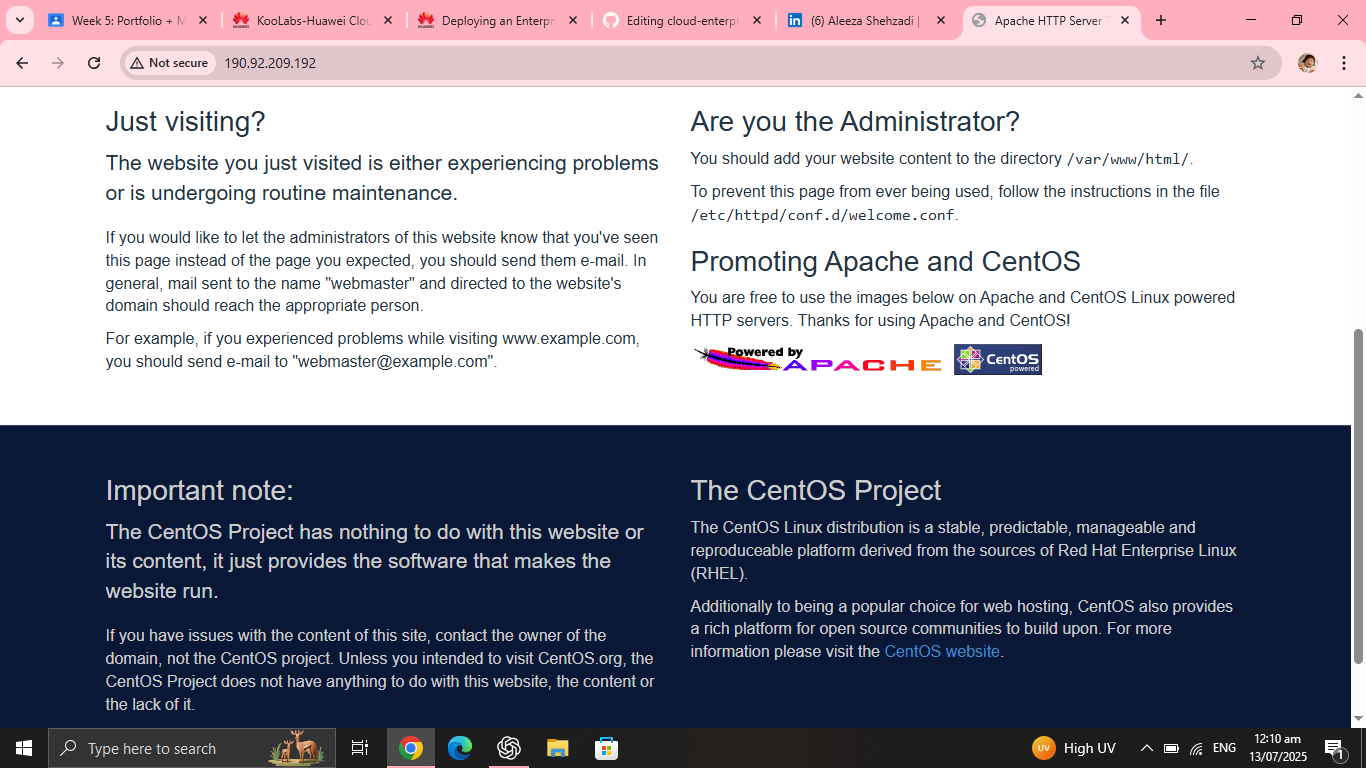 Week 5: Portfolio + M
KooLabs-Huawei Clou
Deploying an Enterpr
Editing cloud-enterpr
(6) Aleeza Shehzadi |
Apache HTTP Server
Not secure
190.92.209.192
Just visiting?
The website you just visited is either experiencing problems
or is undergoing routine maintenance.
If you would like to let the administrators of this website know that you've seen
this page instead of the page you expected, you should send them e-mail. In
general, mail sent to the name "webmaster" and directed to the website's
domain should reach the appropriate person.
For example, if you experienced problems while visiting www.example.com,
you should send e-mail to "webmaster@example.com".
Are you the Administrator?
You should add your website content to the directory /var/www/html/.
To prevent this page from ever being used, follow the instructions in the file
/etc/httpd/conf.d/welcome.conf.
Promoting Apache and CentOS
You are free to use the images below on Apache and CentOS Linux powered
HTTP servers. Thanks for using Apache and CentOS!
Powered by
APACHE
CentOS
powered
Important note:
The CentOS Project has nothing to do with this website or
its content, it just provides the software that makes the
website run.
If you have issues with the content of this site, contact the owner of the
domain, not the CentOS project. Unless you intended to visit CentOS.org, the
CentOS Project does not have anything to do with this website, the content or
the lack of it.
The CentOS Project
The CentOS Linux distribution is a stable, predictable, manageable and
reproduceable platform derived from the sources of Red Hat Enterprise Linux
(RHEL).
Additionally to being a popular choice for web hosting, CentOS also provides
a rich platform for open source communities to build upon. For more
information please visit the CentOS website.
Type here to search
UV
High UV
ENG
12:10 am
13/07/2025
1